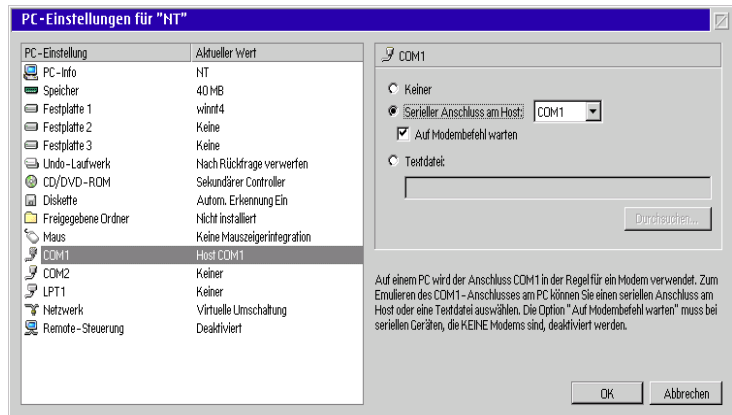 PC-Einstellungen für "NT"
PC-Einstellung Aktueller Wert
PC-Info NT
Speicher 40 MB
Festplatte 1 winnt4
Festplatte 2 Keine
Festplatte 3 Keine
Undo-Laufwerk Nach Rückfrage verwerfen
CD/DVD-ROM Sekundärer Controller
Diskette Autom. Erkennung Ein
Freigegebene Ordner Nicht installiert
Maus Keine Mauszeigerintegration
COM1 Host COM1
COM2 Keiner
LPT1 Keiner
Netzwerk Virtuelle Umschaltung
Remote-Steuerung Deaktiviert
COM1
Keiner
Serieller Anschluss am Host: COM1
Auf Modembefehl warten
Textdatei:
Durchsuchen...
Auf einem PC wird der Anschluss COM1 in der Regel für ein Modem verwendet. Zum
Emulieren des COM1-Anschlusses am PC können Sie einen seriellen Anschluss am
Host oder eine Textdatei auswählen. Die Option "Auf Modembefehl warten" muss bei
seriellen Geräten, die KEINE Modems sind, deaktiviert werden.
OK Abbrechen